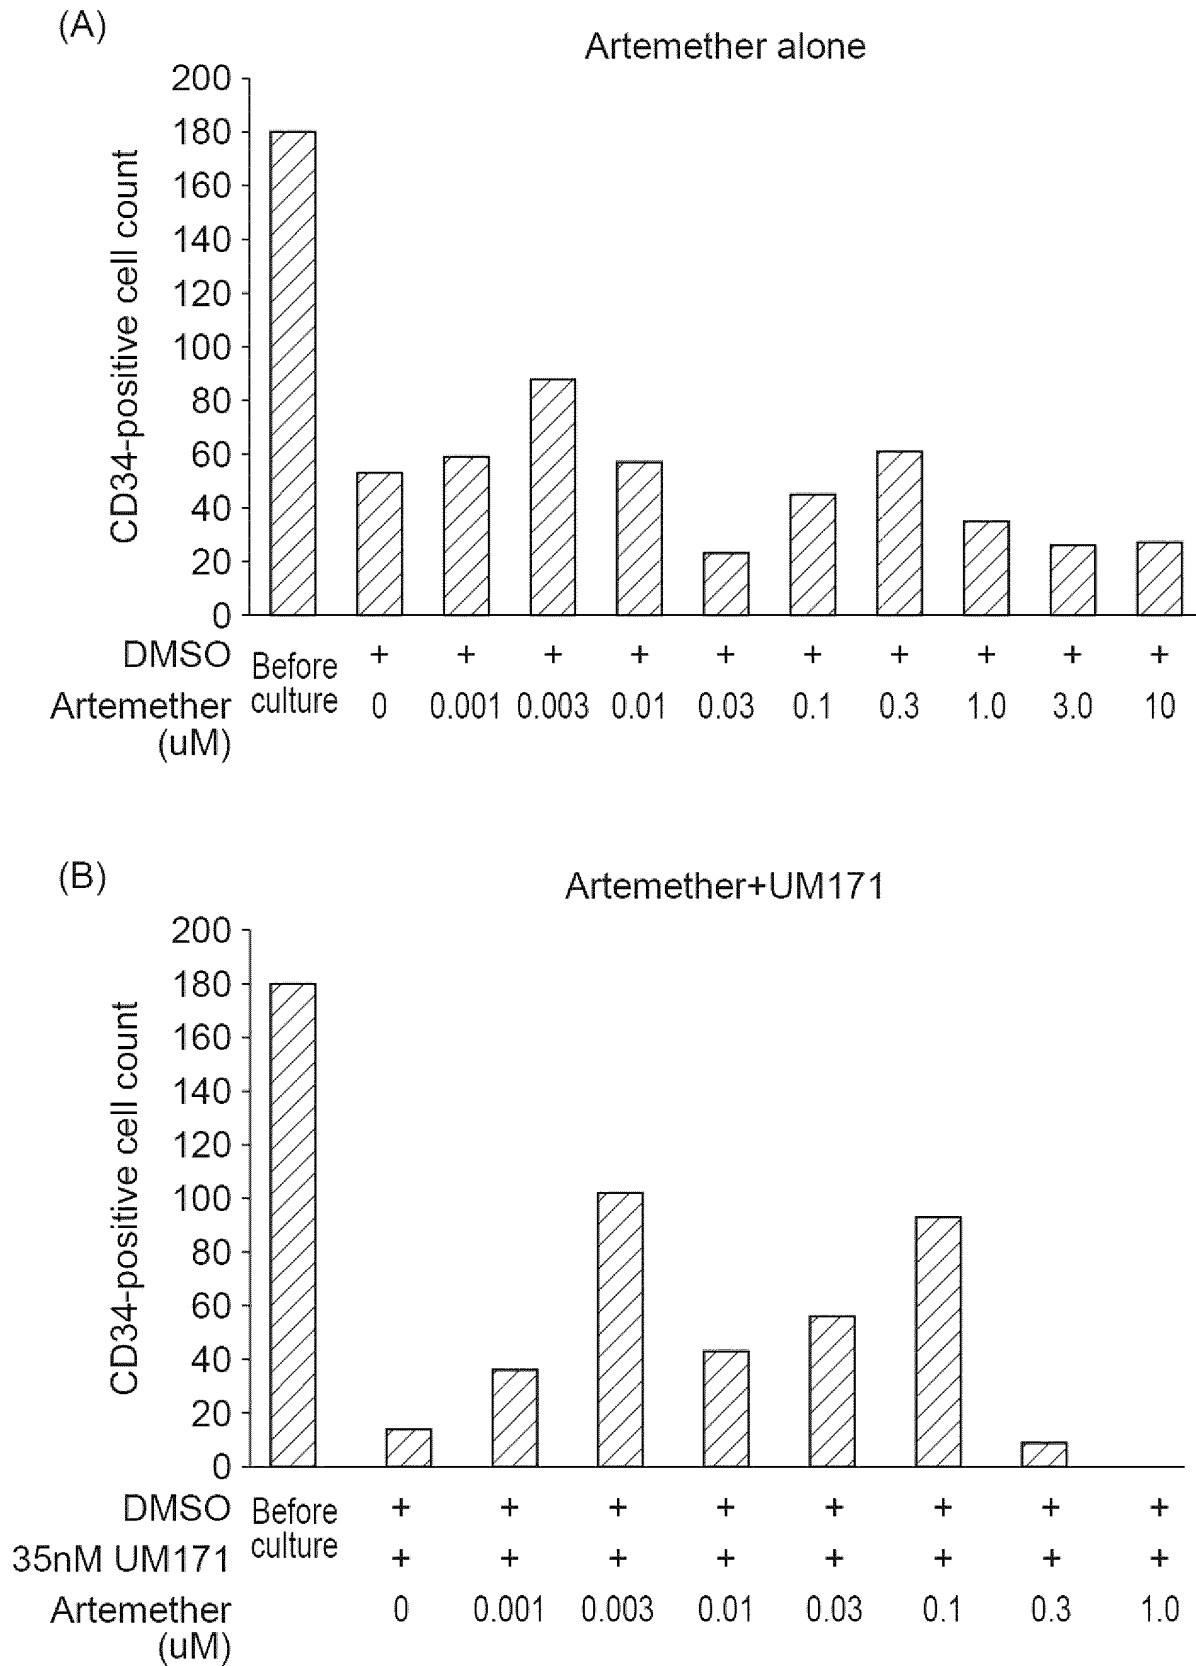 (A)
Artemether alone
CD34-positive cell count
200
180
160
140
120
100
80
60
40
20
0
DMSO Before culture + + + + + + + + + +
Artemether (uM) 0 0.001 0.003 0.01 0.03 0.1 0.3 1.0 3.0 10
(B)
Artemether+UM171
CD34-positive cell count
200
180
160
140
120
100
80
60
40
20
0
DMSO Before culture + + + + + + + +
35nM UM171 + + + + + + + +
Artemether (uM) 0 0.001 0.003 0.01 0.03 0.1 0.3 1.0